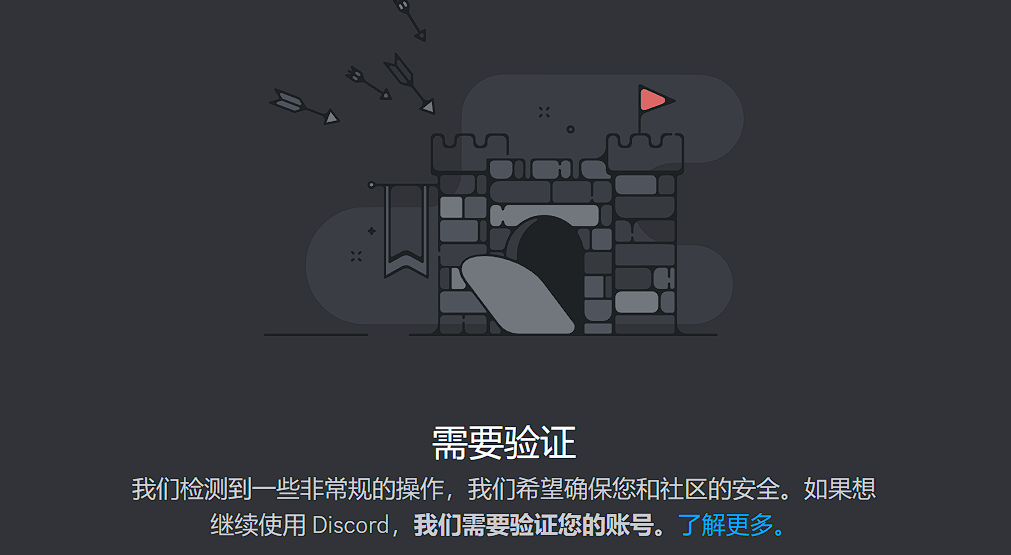 需要验证
我们检测到一些非常规的操作，我们希望确保您和社区的安全。如果想
继续使用 Discord，我们需要验证您的账号。了解更多。